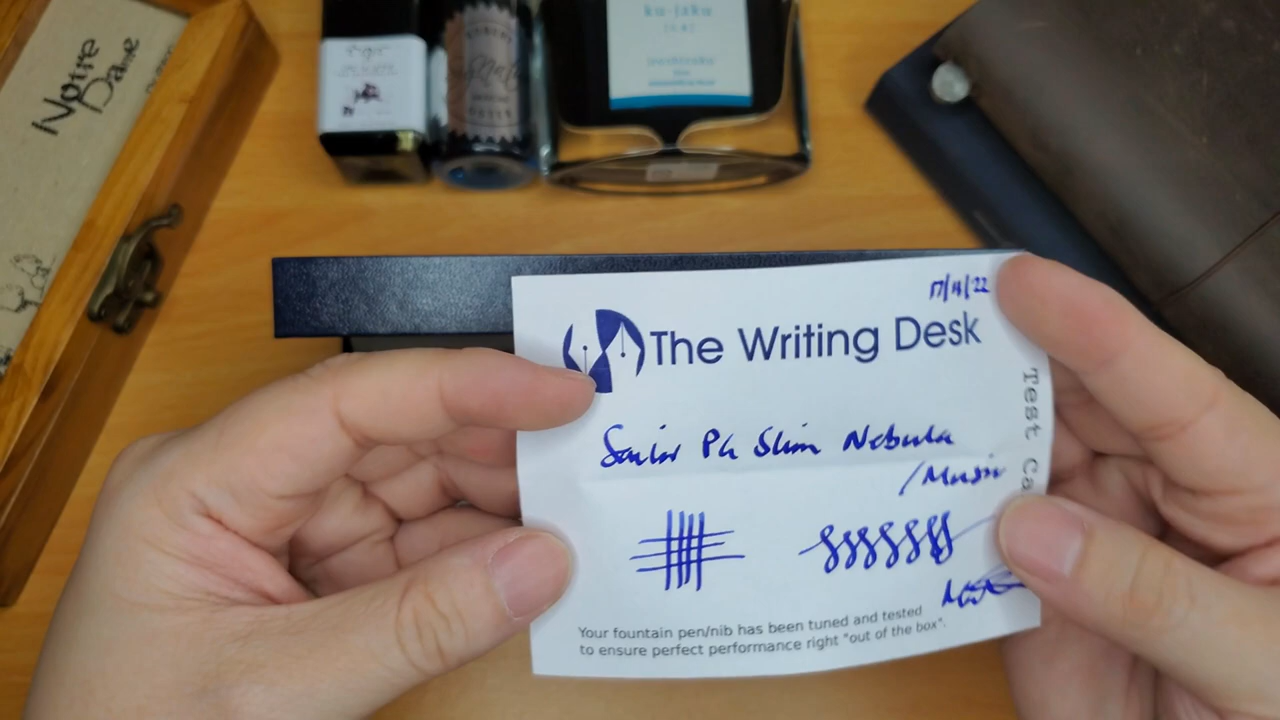 Notre
Dame
ku-jaku
17/4/22
The Writing Desk
Test Ca
Sailor PG Slim Nebula
/Music
Your fountain pen/nib has been tuned and tested
to ensure perfect performance right "out of the box".